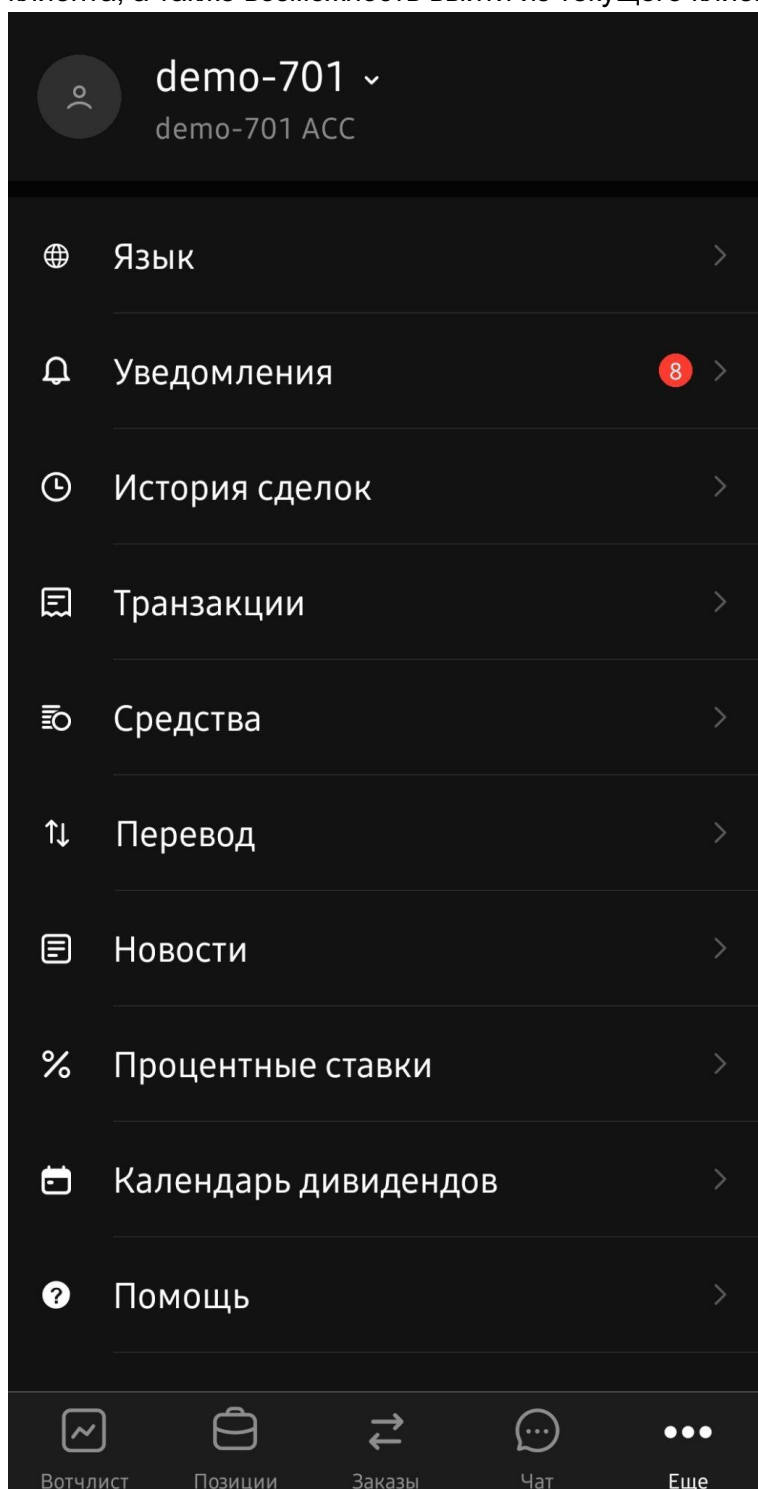 demo-701
demo-701 ACC
Язык
Уведомления
8
История сделок
Транзакции
Средства
Перевод
Новости
Процентные ставки
Календарь дивидендов
Помощь
Вотчлист Позиции Заказы Чат Еще